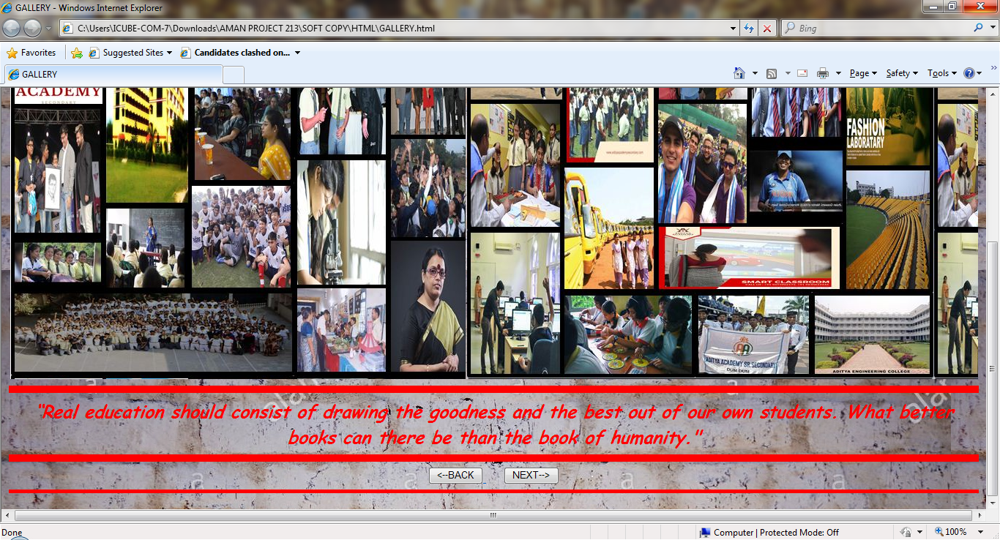 GALLERY - Windows Internet Explorer
C:\Users\ICUBE-COM-7\Downloads\AMAN PROJECT 213\SOFT COPY\HTML\GALLERY.html
Bing
Favorites
Suggested Sites
Candidates clashed on...
GALLERY
Page
Safety
Tools
ACADEMY
SECONDARY
FASHION
LABORATARY
SMART CLASSROOM
ADITYA ACADEMY SR. SECONDARY
DUM DUM
ADITYA ENGINEERING COLLEGE
"Real education should consist of drawing the goodness and the best out of our own students. What better
books can there be than the book of humanity."
<--BACK
NEXT-->
Done
Computer | Protected Mode: Off
100%